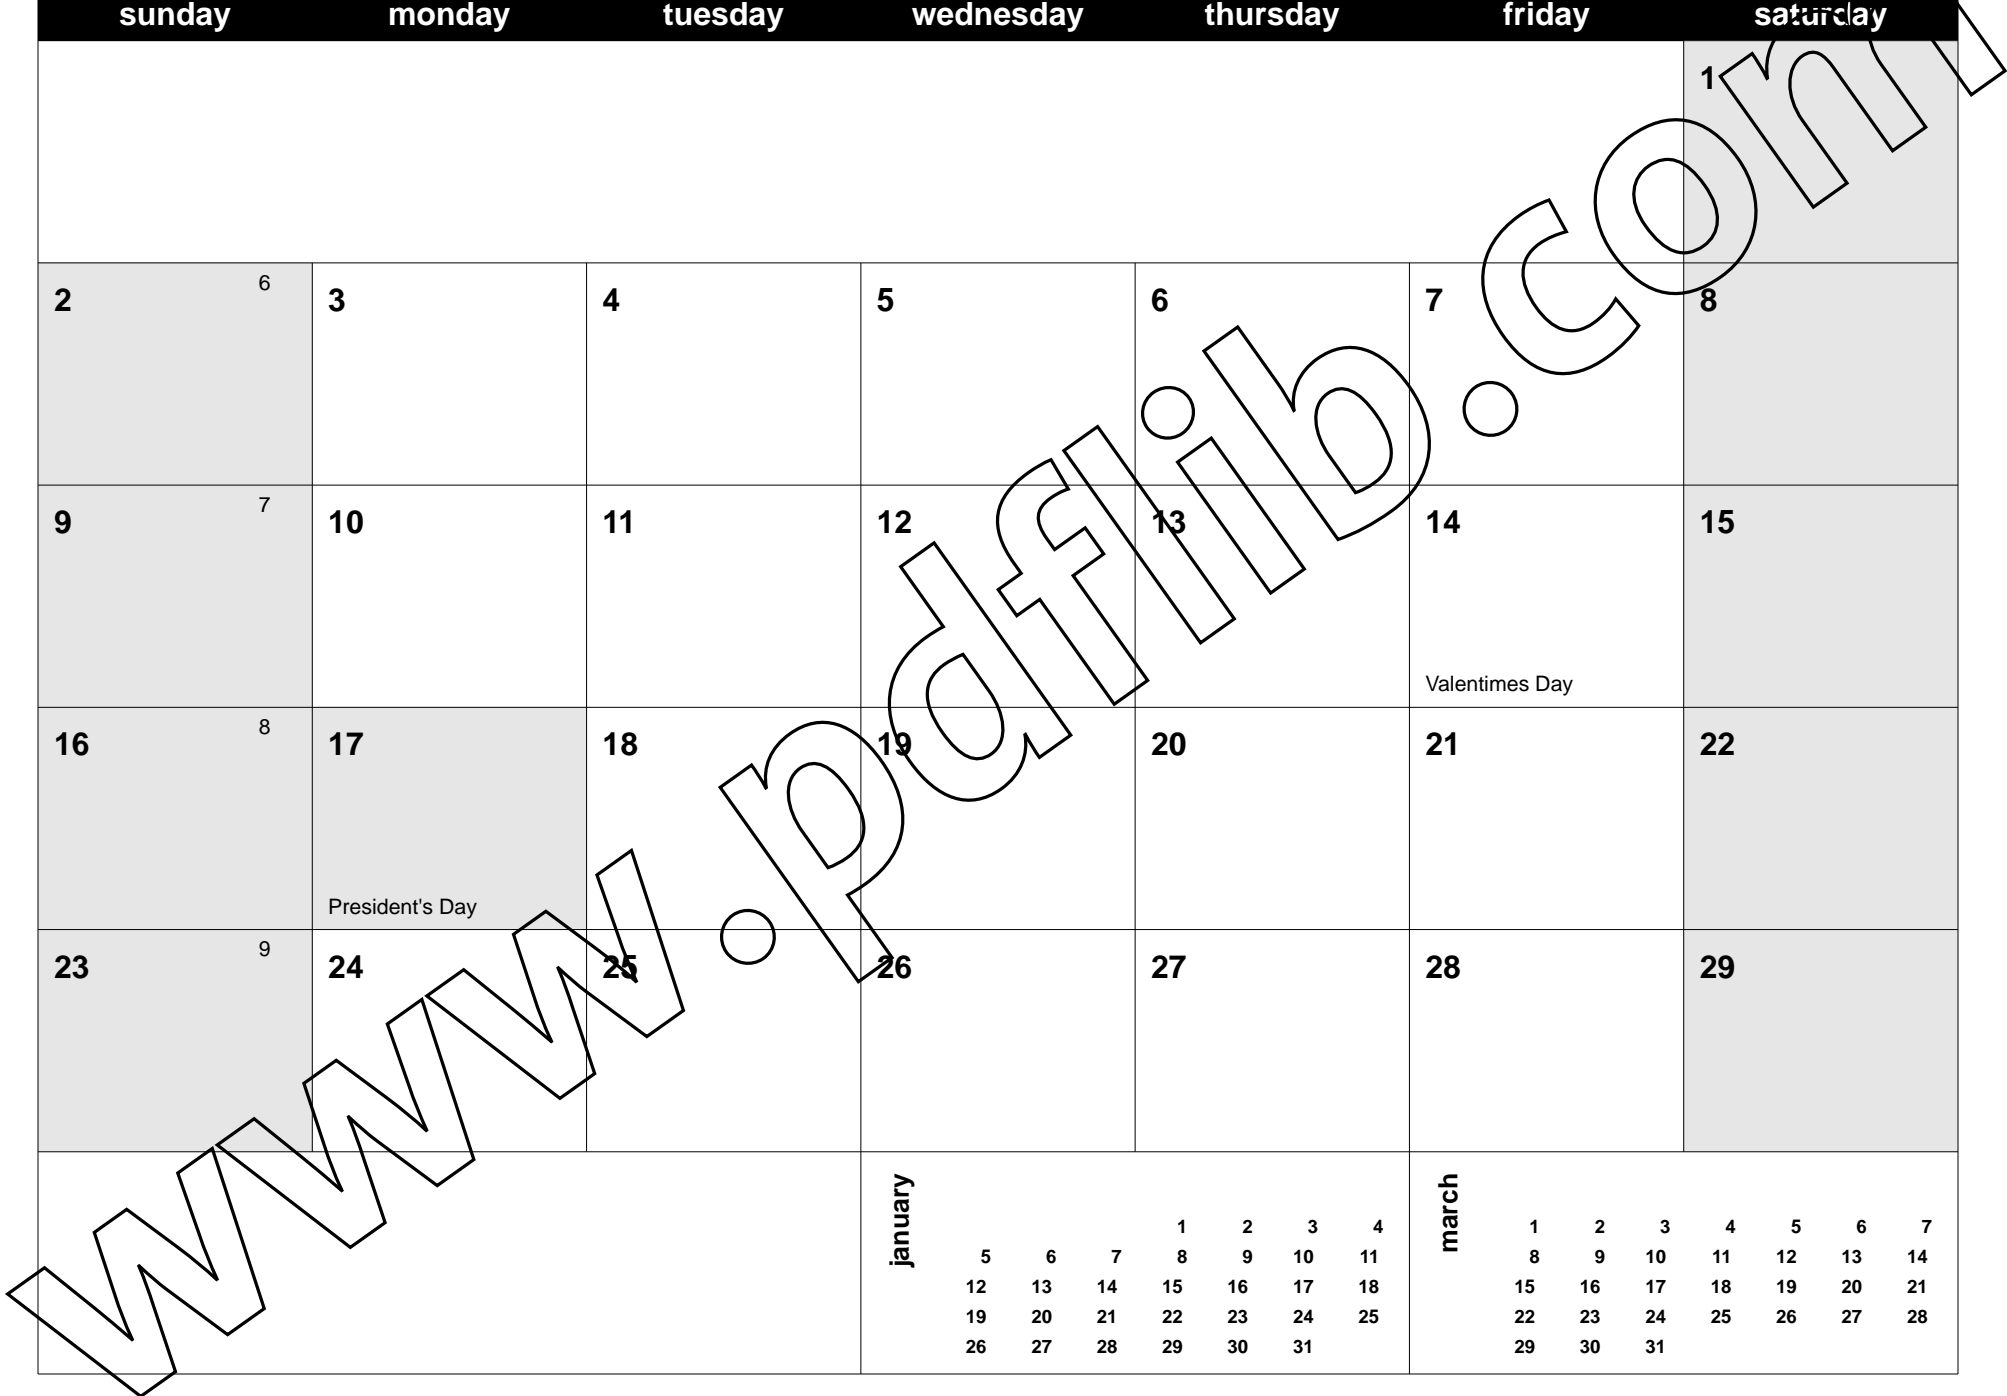 sunday monday tuesday wednesday thursday friday saturday
1
2 6 3 4 5 6 7 8
9 7 10 11 12 13 14 15
Valentimes Day
16 8 17 18 19 20 21 22
President's Day
23 9 24 25 26 27 28 29
january
1 2 3 4
5 6 7 8 9 10 11
12 13 14 15 16 17 18
19 20 21 22 23 24 25
26 27 28 29 30 31
march
1 2 3 4 5 6 7
8 9 10 11 12 13 14
15 16 17 18 19 20 21
22 23 24 25 26 27 28
29 30 31
www.pdflib.com